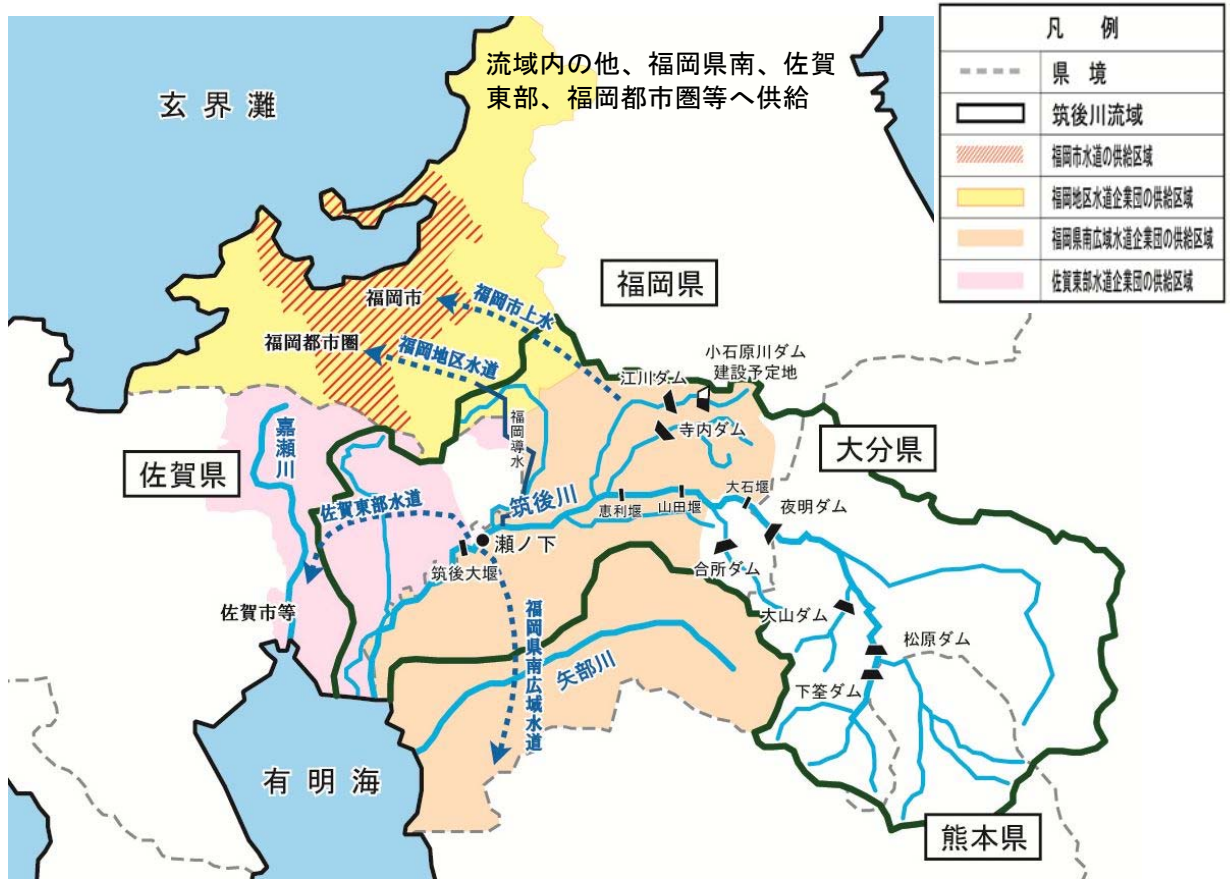 流域内の他、福岡県南、佐賀
東部、福岡都市圏等へ供給
凡 例
県 境
筑後川流域
福岡市水道の供給区域
福岡地区水道企業団の供給区域
福岡県南広域水道企業団の供給区域
佐賀東部水道企業団の供給区域
玄 界 灘
福岡県
福岡市
福岡市上水
福岡都市圏
福岡地区水道
小石原川ダム
建設予定地
江川ダム
寺内ダム
福岡導水
嘉瀬川
佐賀県
大分県
佐賀東部水道
筑後川
恵利堰
山田堰
大石堰
夜明ダム
瀬ノ下
筑後大堰
合所ダム
大山ダム
佐賀市等
福岡県南広域水道
矢部川
松原ダム
下筌ダム
有 明 海
熊本県